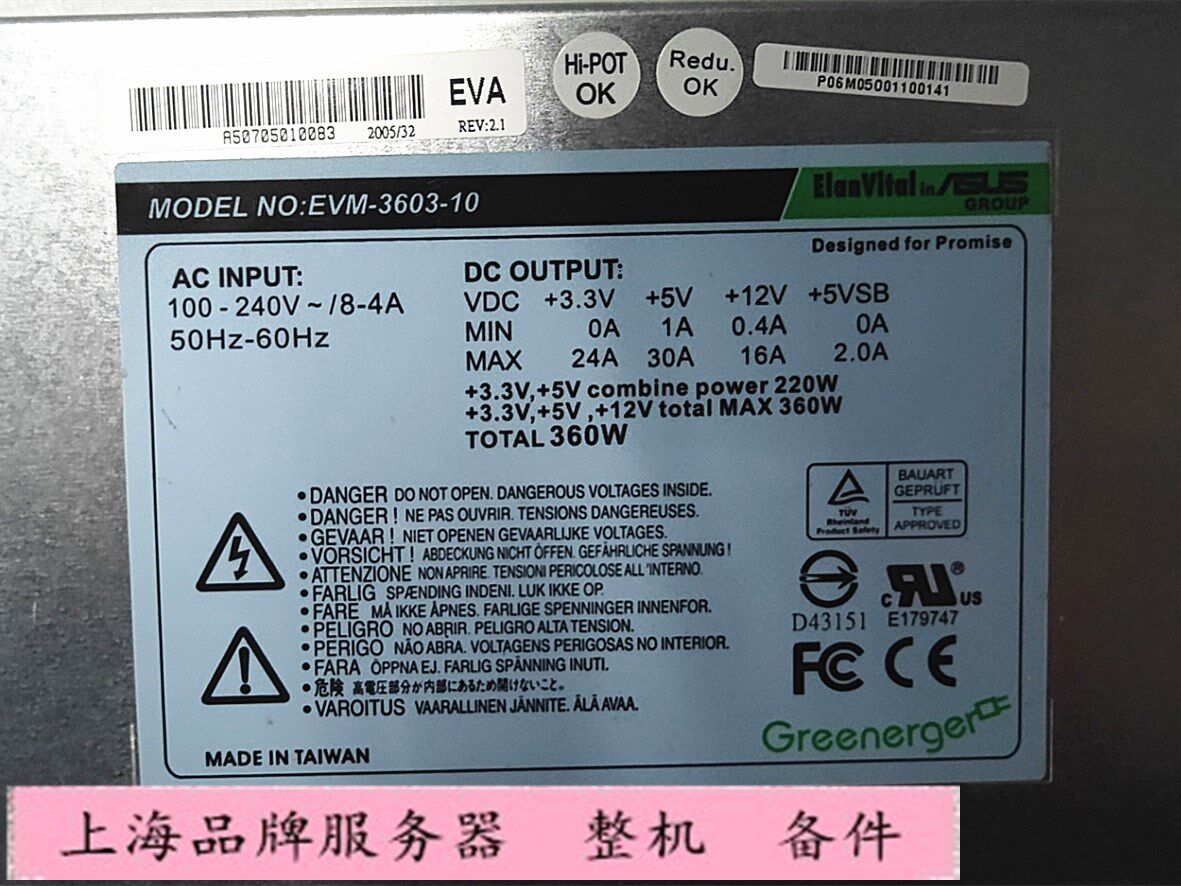 A50705010083 2005/32
EVA
REV:2.1
Hi-POT
OK
Redu.
OK
P06M05001100141
MODEL NO:EVM-3603-10
ElanVital in ASUS
GROUP
Designed for Promise
AC INPUT:
100 - 240V ~ /8-4A
50Hz-60Hz
DC OUTPUT:
VDC +3.3V +5V +12V +5VSB
MIN 0A 1A 0.4A 0A
MAX 24A 30A 16A 2.0A
+3.3V,+5V combine power 220W
+3.3V,+5V ,+12V total MAX 360W
TOTAL 360W
•DANGER DO NOT OPEN. DANGEROUS VOLTAGES INSIDE.
•DANGER ! NE PAS OUVRIR. TENSIONS DANGEREUSES.
•GEVAAR ! NIET OPENEN GEVAARLIJKE VOLTAGES.
•VORSICHT ! ABDECKUNG NICHT ÖFFEN. GEFÄHRLICHE SPANNUNG !
•ATTENZIONE NON APRIRE. TENSIONI PERICOLOSE ALL'INTERNO.
•FARLIG SPÆNDING INDENI. LUK IKKE OP.
•FARE MÅ IKKE ÅPNES. FARLIGE SPENNINGER INNENFOR.
•PELIGRO NO ABRIR. PELIGRO ALTA TENSION.
•PERIGO NÃO ABRA. VOLTAGENS PERIGOSAS NO INTERIOR.
•FARA ÖPPNA EJ. FARLIG SPÄNNING INUTI.
•危険 高電圧部分が内部にあるため開けないこと。
•VAROITUS VAARALLINEN JÄNNITE. ÄLÄ AVAA.
MADE IN TAIWAN
TÜV
Rheinland
Product Safety
BAUART
GEPRÜFT
TYPE
APPROVED
D43151
C RU ® US
E179747
FC CE
Greenerger
上海品牌服务器 整机 备件